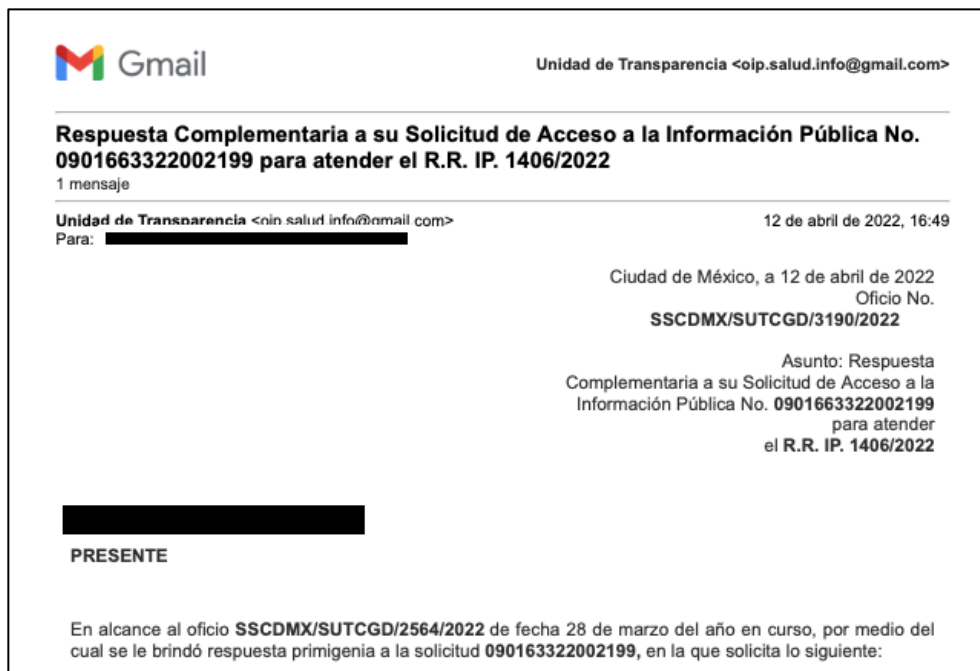 Gmail
Unidad de Transparencia <oip.salud.info@gmail.com>
Respuesta Complementaria a su Solicitud de Acceso a la Información Pública No.
0901663322002199 para atender el R.R. IP. 1406/2022
1 mensaje
Unidad de Transparencia <oip.salud.info@gmail.com>
12 de abril de 2022, 16:49
Para:
Ciudad de México, a 12 de abril de 2022
Oficio No.
SSCDMX/SUTCGD/3190/2022
Asunto: Respuesta
Complementaria a su Solicitud de Acceso a la
Información Pública No. 0901663322002199
para atender
el R.R. IP. 1406/2022
PRESENTE
En alcance al oficio SSCDMX/SUTCGD/2564/2022 de fecha 28 de marzo del año en curso, por medio del
cual se le brindó respuesta primigenia a la solicitud 090163322002199, en la que solicita lo siguiente: